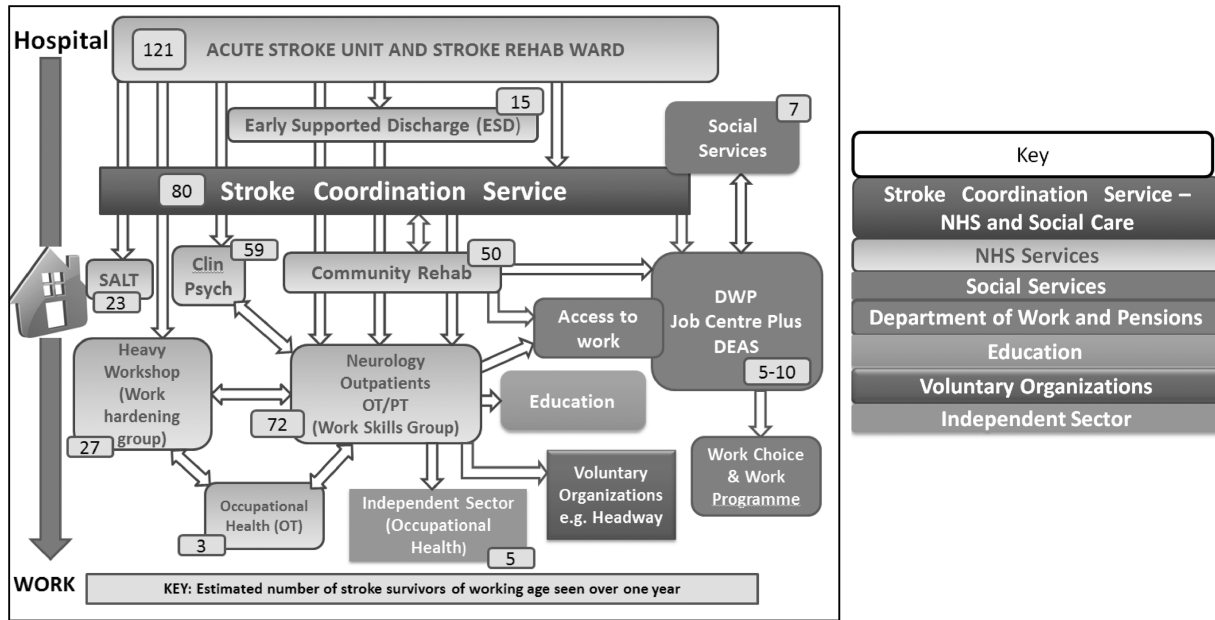 Hospital
121
ACUTE STROKE UNIT AND STROKE REHAB WARD
15
Early Supported Discharge (ESD)
7
Social
Services
80
Stroke Coordination Service
SALT
23
59
Clin
Psych
50
Community Rehab
Access to
work
DWP
Job Centre Plus
DEAS
5-10
Heavy
Workshop
(Work
hardening
group)
27
Neurology
Outpatients
OT/PT
(Work Skills Group)
72
Education
Work Choice
& Work
Programme
Occupational
Health (OT)
3
Independent Sector
(Occupational
Health)
5
Voluntary
Organizations
e.g. Headway
WORK
KEY: Estimated number of stroke survivors of working age seen over one year
Key
Stroke Coordination Service –
NHS and Social Care
NHS Services
Social Services
Department of Work and Pensions
Education
Voluntary Organizations
Independent Sector